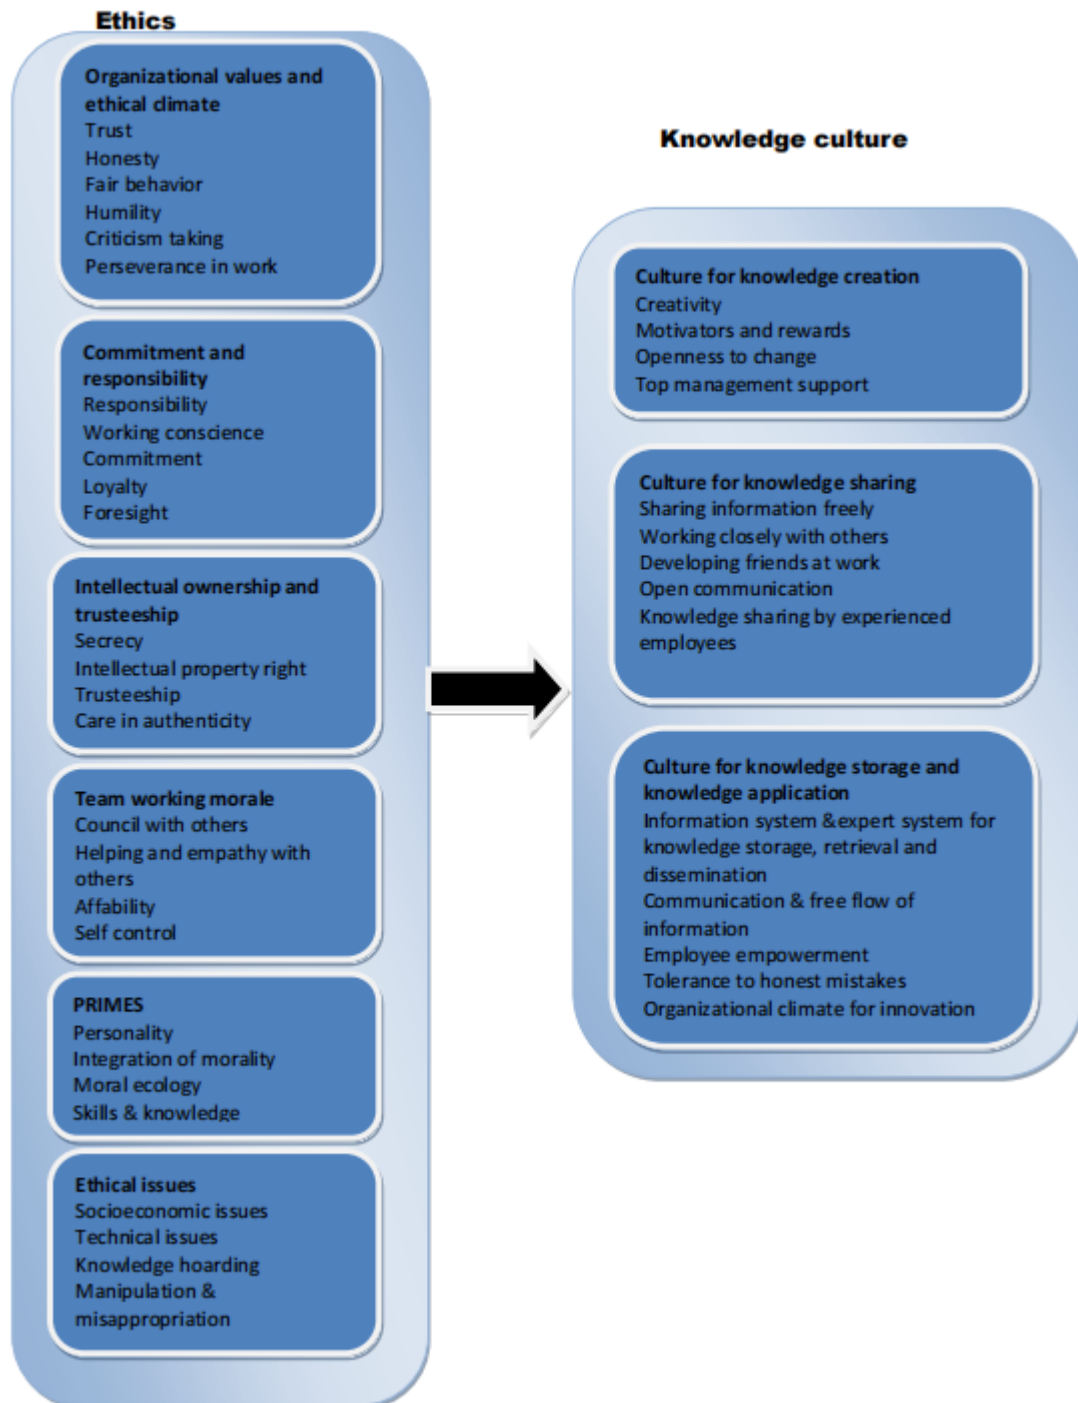 Ethics
Organizational values and
ethical climate
Trust
Honesty
Fair behavior
Humility
Criticism taking
Perseverance in work
Commitment and
responsibility
Responsibility
Working conscience
Commitment
Loyalty
Foresight
Intellectual ownership and
trusteeship
Secrecy
Intellectual property right
Trusteeship
Care in authenticity
Team working morale
Council with others
Helping and empathy with
others
Affability
Self control
PRIMES
Personality
Integration of morality
Moral ecology
Skills & knowledge
Ethical issues
Socioeconomic issues
Technical issues
Knowledge hoarding
Manipulation &
misappropriation
Knowledge culture
Culture for knowledge creation
Creativity
Motivators and rewards
Openness to change
Top management support
Culture for knowledge sharing
Sharing information freely
Working closely with others
Developing friends at work
Open communication
Knowledge sharing by experienced
employees
Culture for knowledge storage and
knowledge application
Information system &expert system for
knowledge storage, retrieval and
dissemination
Communication & free flow of
information
Employee empowerment
Tolerance to honest mistakes
Organizational climate for innovation